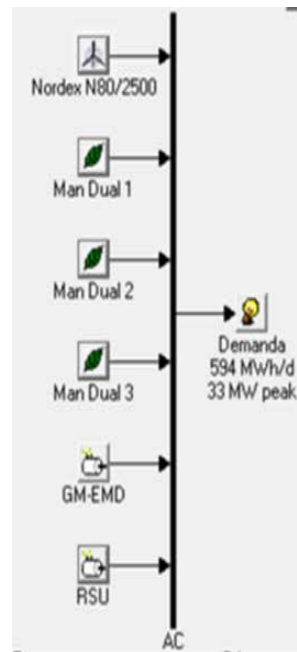 Nordex N80/2500
Man Dual 1
Man Dual 2
Man Dual 3
GM-EMD
RSU
Demanda
594 MWh/d
33 MW peak
AC